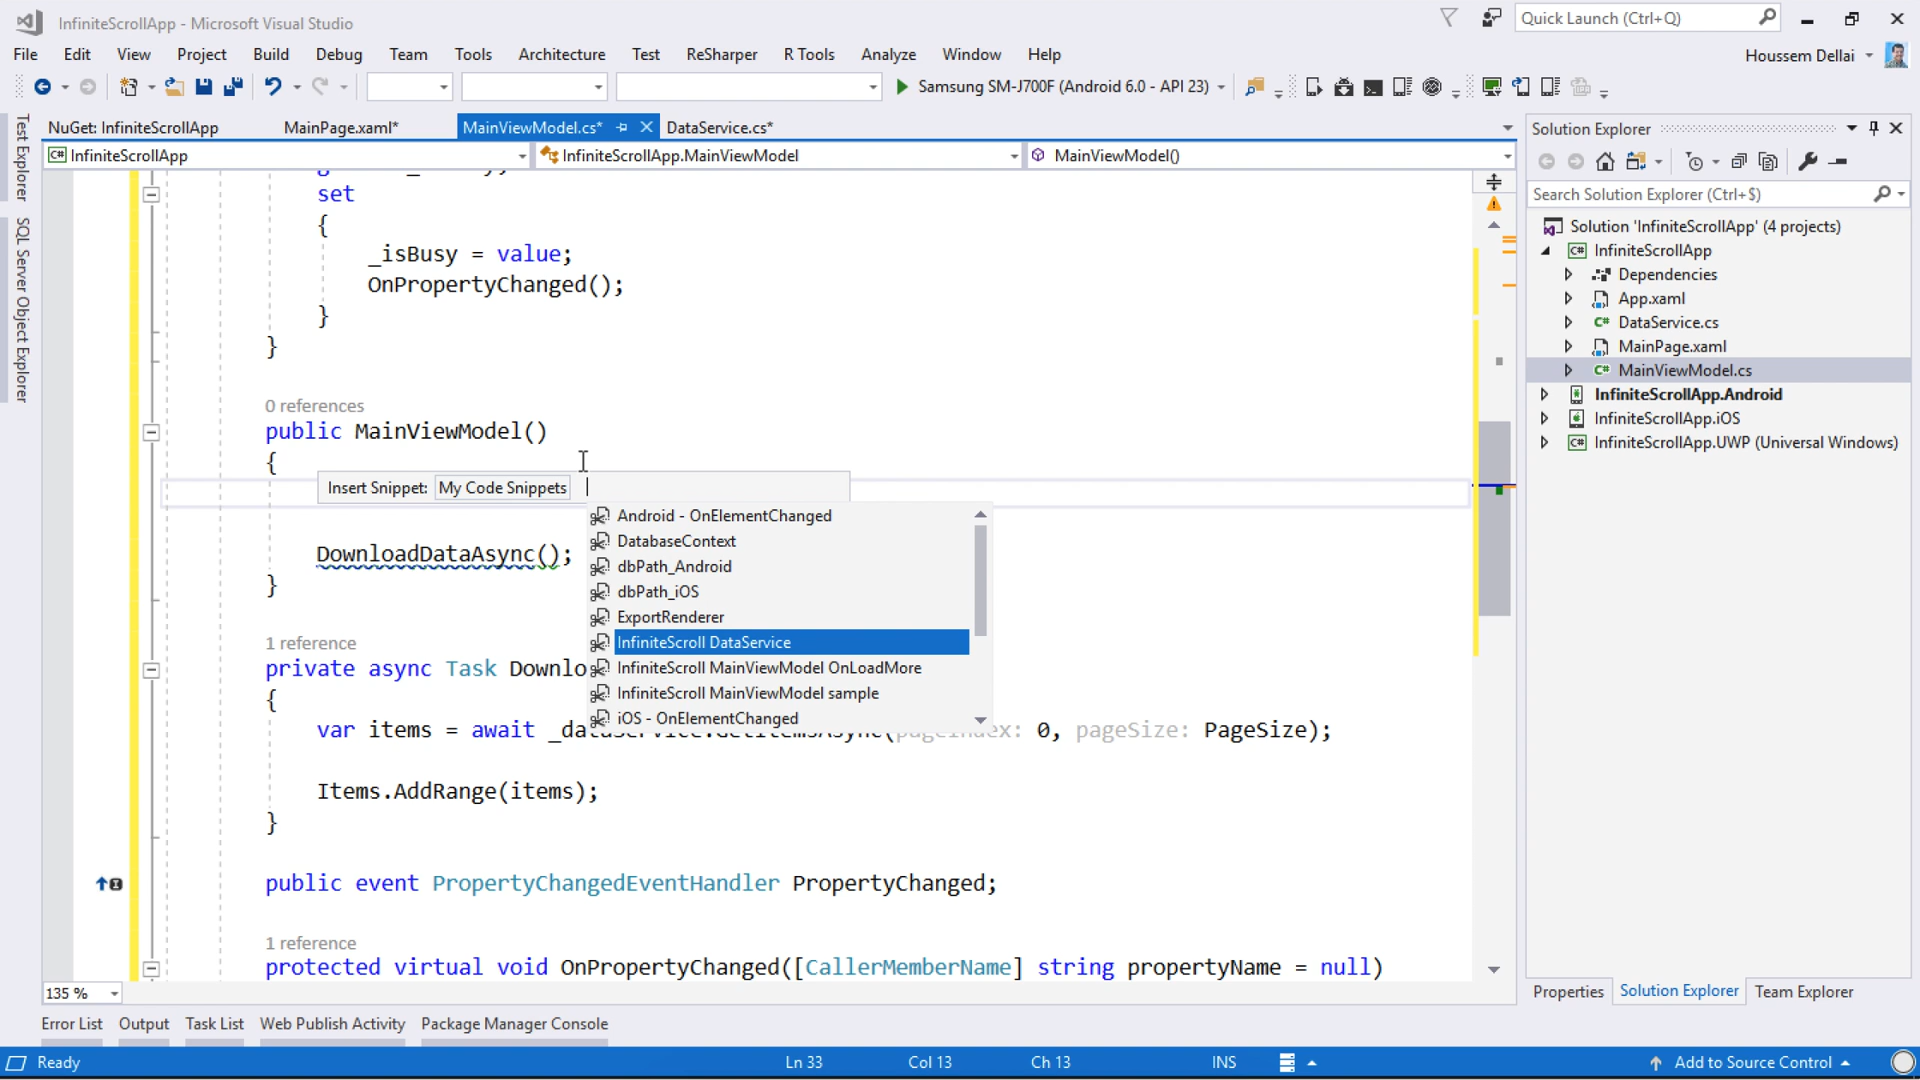 InfiniteScrollApp - Microsoft Visual Studio
Quick Launch (Ctrl+Q)
File Edit View Project Build Debug Team Tools Architecture Test ReSharper R Tools Analyze Window Help
Houssem Dellai
Samsung SM-J700F (Android 6.0 - API 23)
NuGet: InfiniteScrollApp MainPage.xaml* MainViewModel.cs* DataService.cs*
InfiniteScrollApp InfiniteScrollApp.MainViewModel MainViewModel()
Test Explorer
SQL Server Object Explorer
set
{
_isBusy = value;
OnPropertyChanged();
}
}
0 references
public MainViewModel()
{
Insert Snippet: My Code Snippets
Android - OnElementChanged
DatabaseContext
dbPath_Android
dbPath_iOS
ExportRenderer
InfiniteScroll DataService
InfiniteScroll MainViewModel OnLoadMore
InfiniteScroll MainViewModel sample
iOS - OnElementChanged
DownloadDataAsync();
}
1 reference
private async Task Downlo
{
var items = await _dataService.GetItemsAsync(pageIndex: 0, pageSize: PageSize);
Items.AddRange(items);
}
public event PropertyChangedEventHandler PropertyChanged;
1 reference
protected virtual void OnPropertyChanged([CallerMemberName] string propertyName = null)
135 %
Solution Explorer
Search Solution Explorer (Ctrl+$)
Solution 'InfiniteScrollApp' (4 projects)
InfiniteScrollApp
Dependencies
App.xaml
DataService.cs
MainPage.xaml
MainViewModel.cs
InfiniteScrollApp.Android
InfiniteScrollApp.iOS
InfiniteScrollApp.UWP (Universal Windows)
Properties Solution Explorer Team Explorer
Error List Output Task List Web Publish Activity Package Manager Console
Ready Ln 33 Col 13 Ch 13 INS Add to Source Control